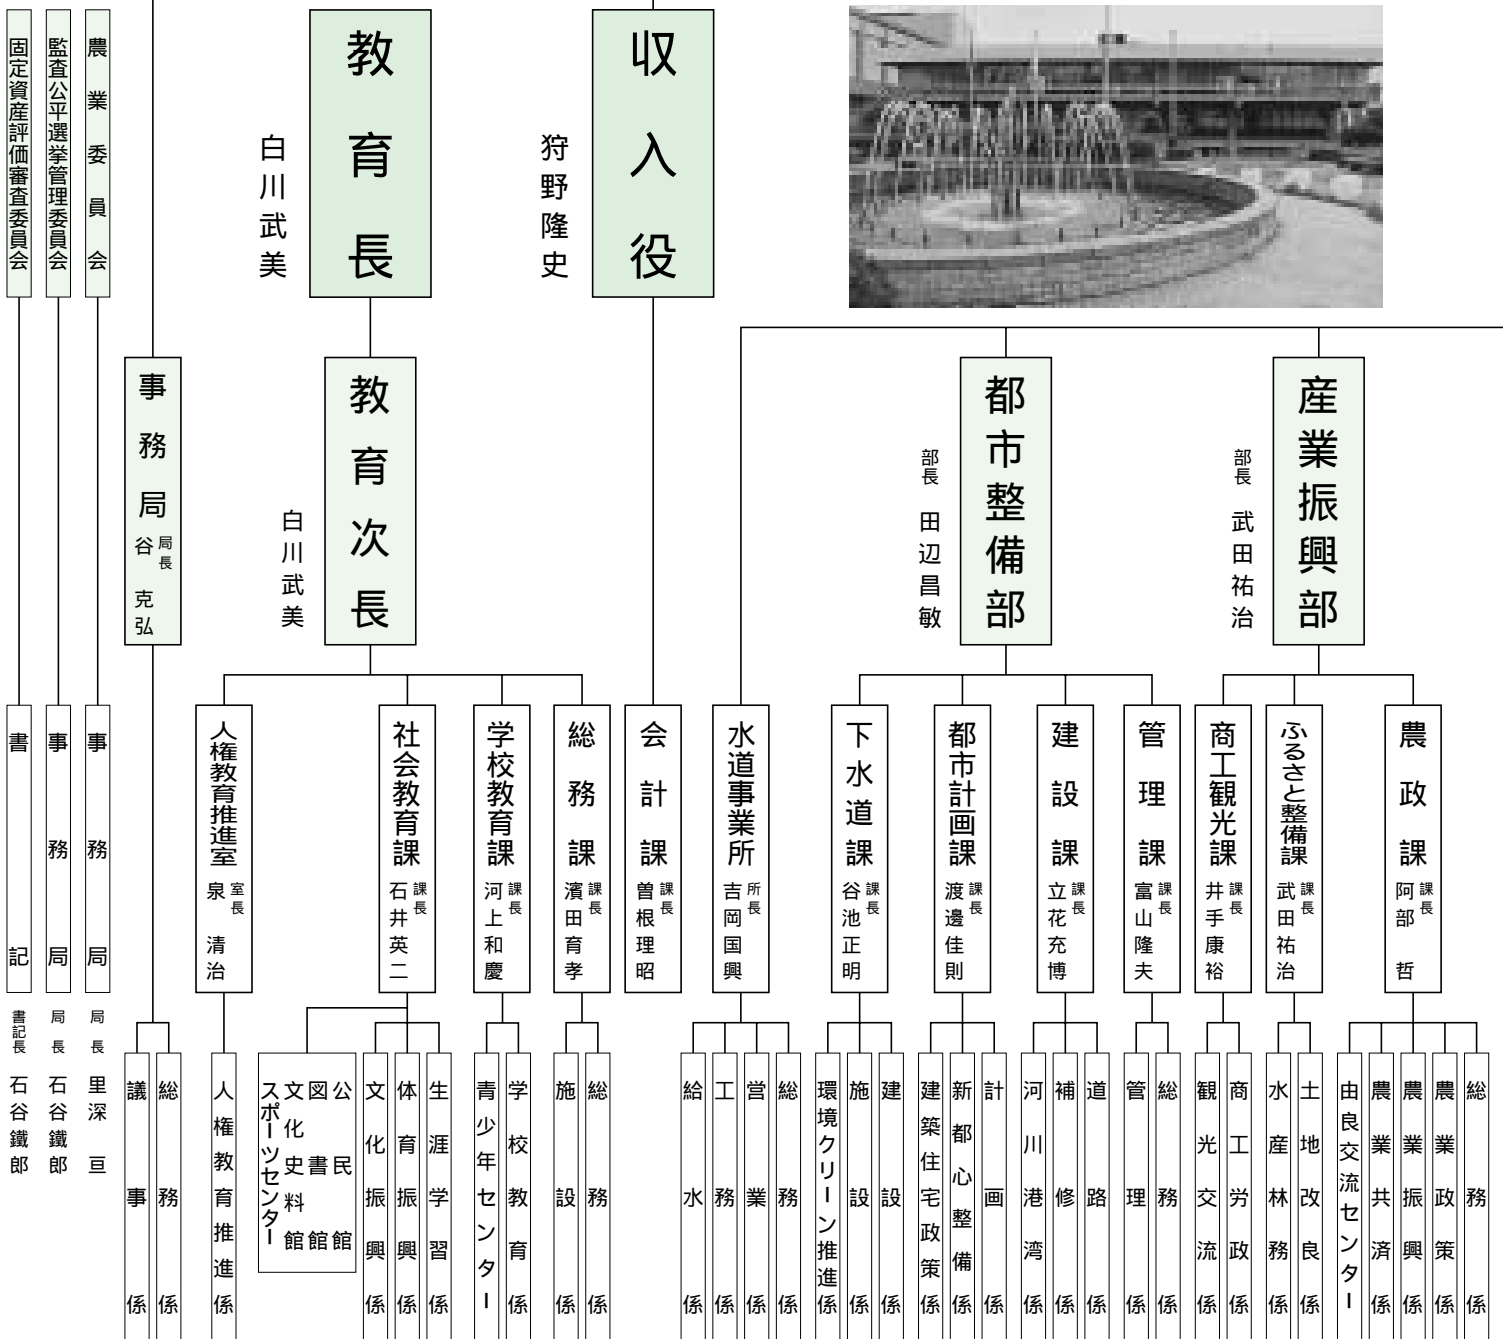 収入役
狩野隆史
教育長
白川武美
農業委員会
監査公平選挙管理委員会
固定資産評価審査委員会
産業振興部
部長 武田祐治
都市整備部
部長 田辺昌敏
教育次長
白川武美
事務局
局長 谷 克弘
農政課
課長 阿部 哲
ふるさと整備課
課長 武田祐治
商工観光課
課長 井手康裕
管理課
課長 富山隆夫
建設課
課長 立花充博
都市計画課
課長 渡邊佳則
下水道課
課長 谷池正明
水道事業所
所長 吉岡国興
会計課
課長 曽根理昭
総務課
課長 濱田育孝
学校教育課
課長 河上和慶
社会教育課
課長 石井英二
人権教育推進室
室長 泉 清治
事務局
局長 里深 亘
事務局
局長 石谷鐵郎
書記
書記長 石谷鐵郎
総務係
農業政策係
農業振興係
農業共済係
由良交流センター
土地改良係
水産林務係
商工労政係
観光交流係
総務係
管理係
道路係
補修係
河川港湾係
計画係
新都心整備係
建築住宅政策係
建設係
施設係
環境クリーン推進係
総務係
営業係
工務係
給水係
総務係
施設係
学校教育係
青少年センター
生涯学習係
体育振興係
文化振興係
公民館
図書館
文化史料館
スポーツセンター
人権教育推進係
総務係
議事係